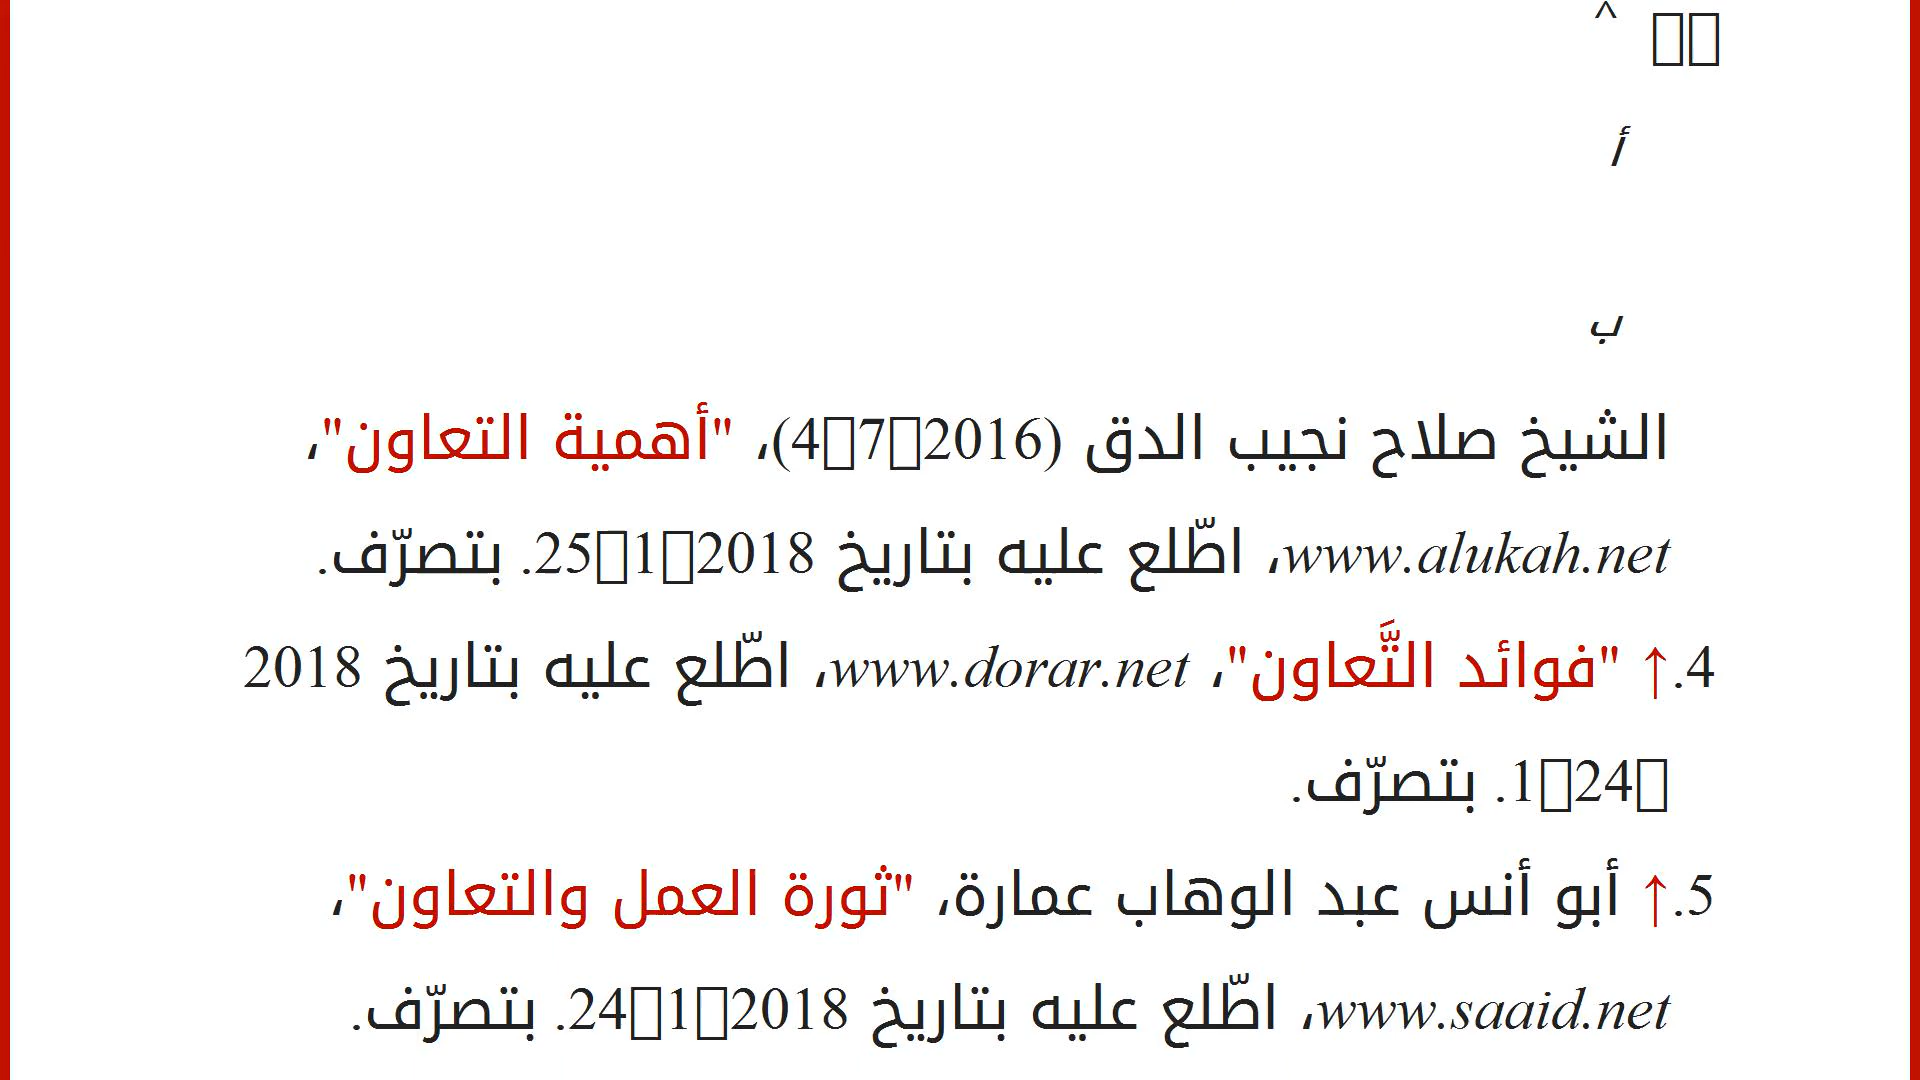 ▯▯ ^
أ
ب
الشيخ صلاح نجيب الدق (2016▯7▯4)، "أهمية التعاون"،
www.alukah.net، اطّلع عليه بتاريخ 2018▯1▯25. بتصرّف.
4.↑ "فوائد التَّعاون"، www.dorar.net، اطّلع عليه بتاريخ 2018
▯24▯1. بتصرّف.
5.↑ أبو أنس عبد الوهاب عمارة، "ثورة العمل والتعاون"،
www.saaid.net، اطّلع عليه بتاريخ 2018▯1▯24. بتصرّف.